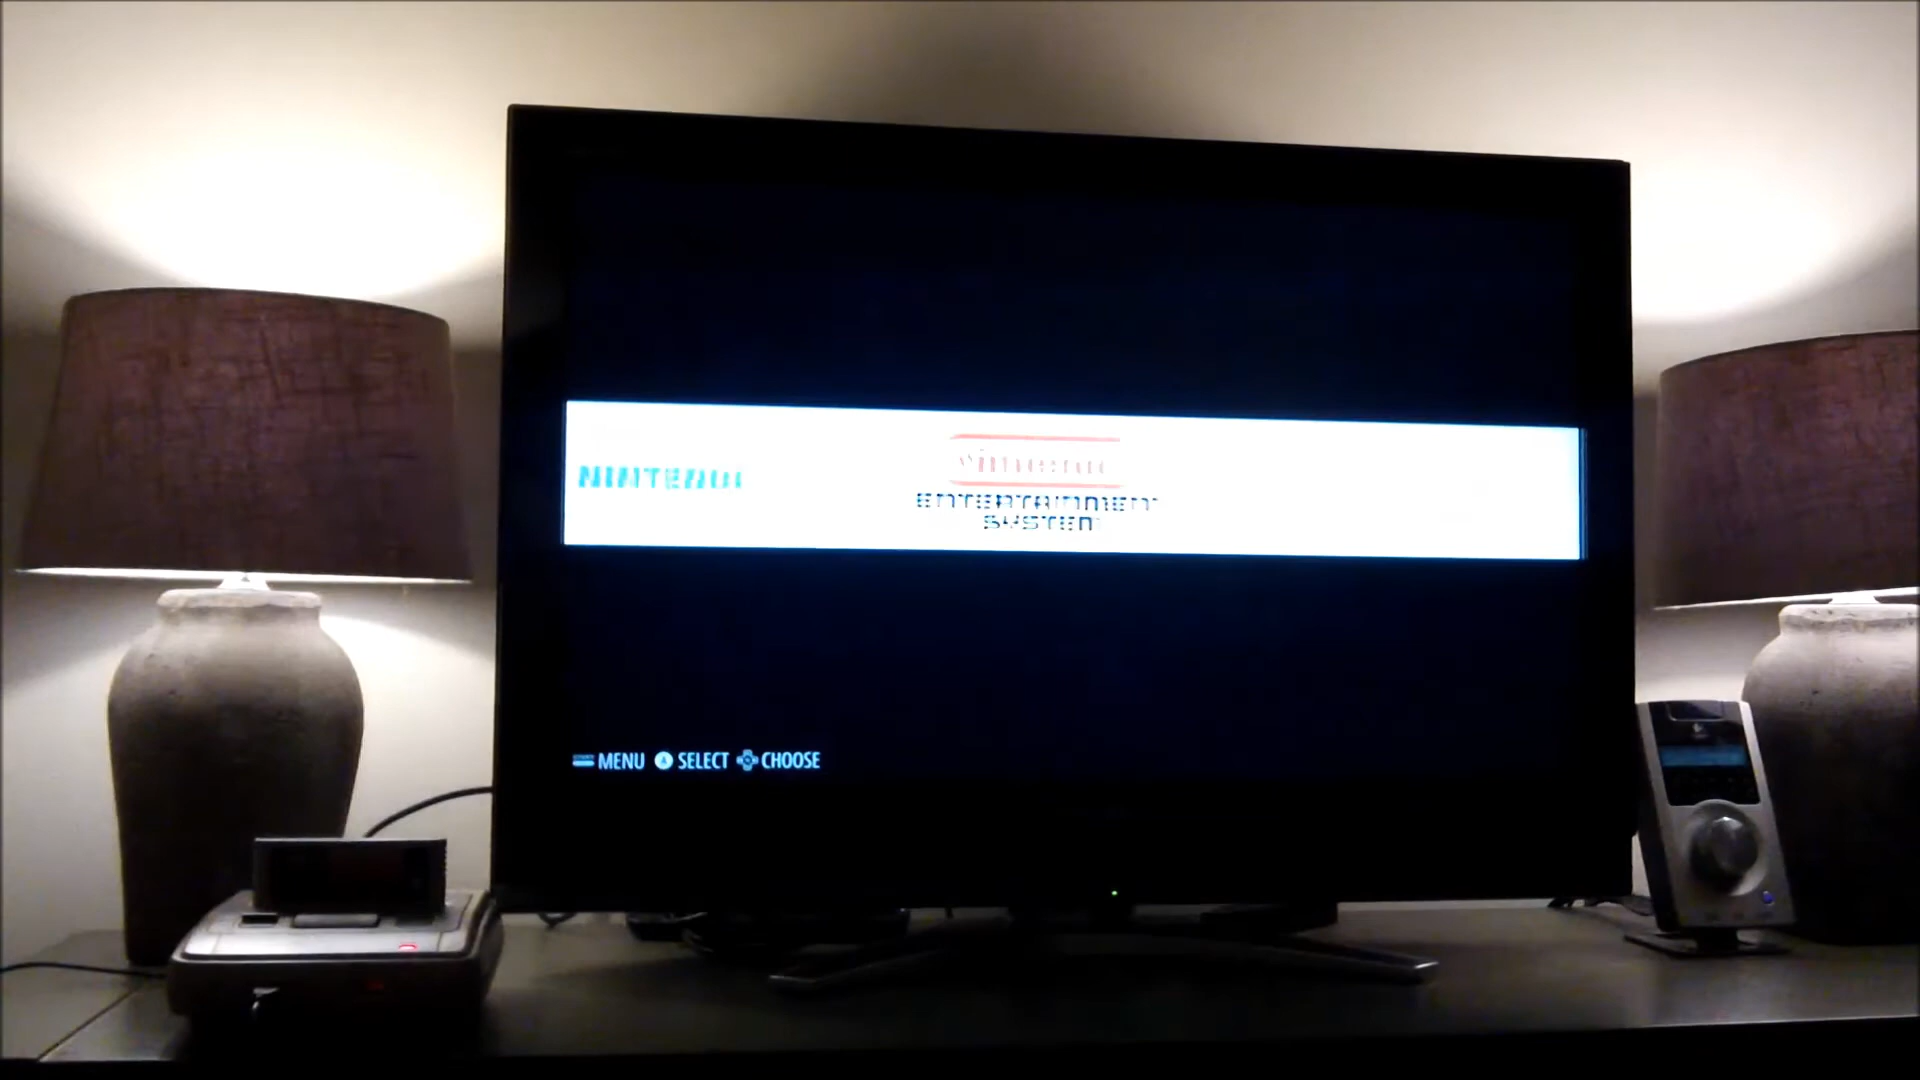 NINTENDO
Nintendo
ENTERTAINMENT
SYSTEM
MENU A SELECT CHOOSE